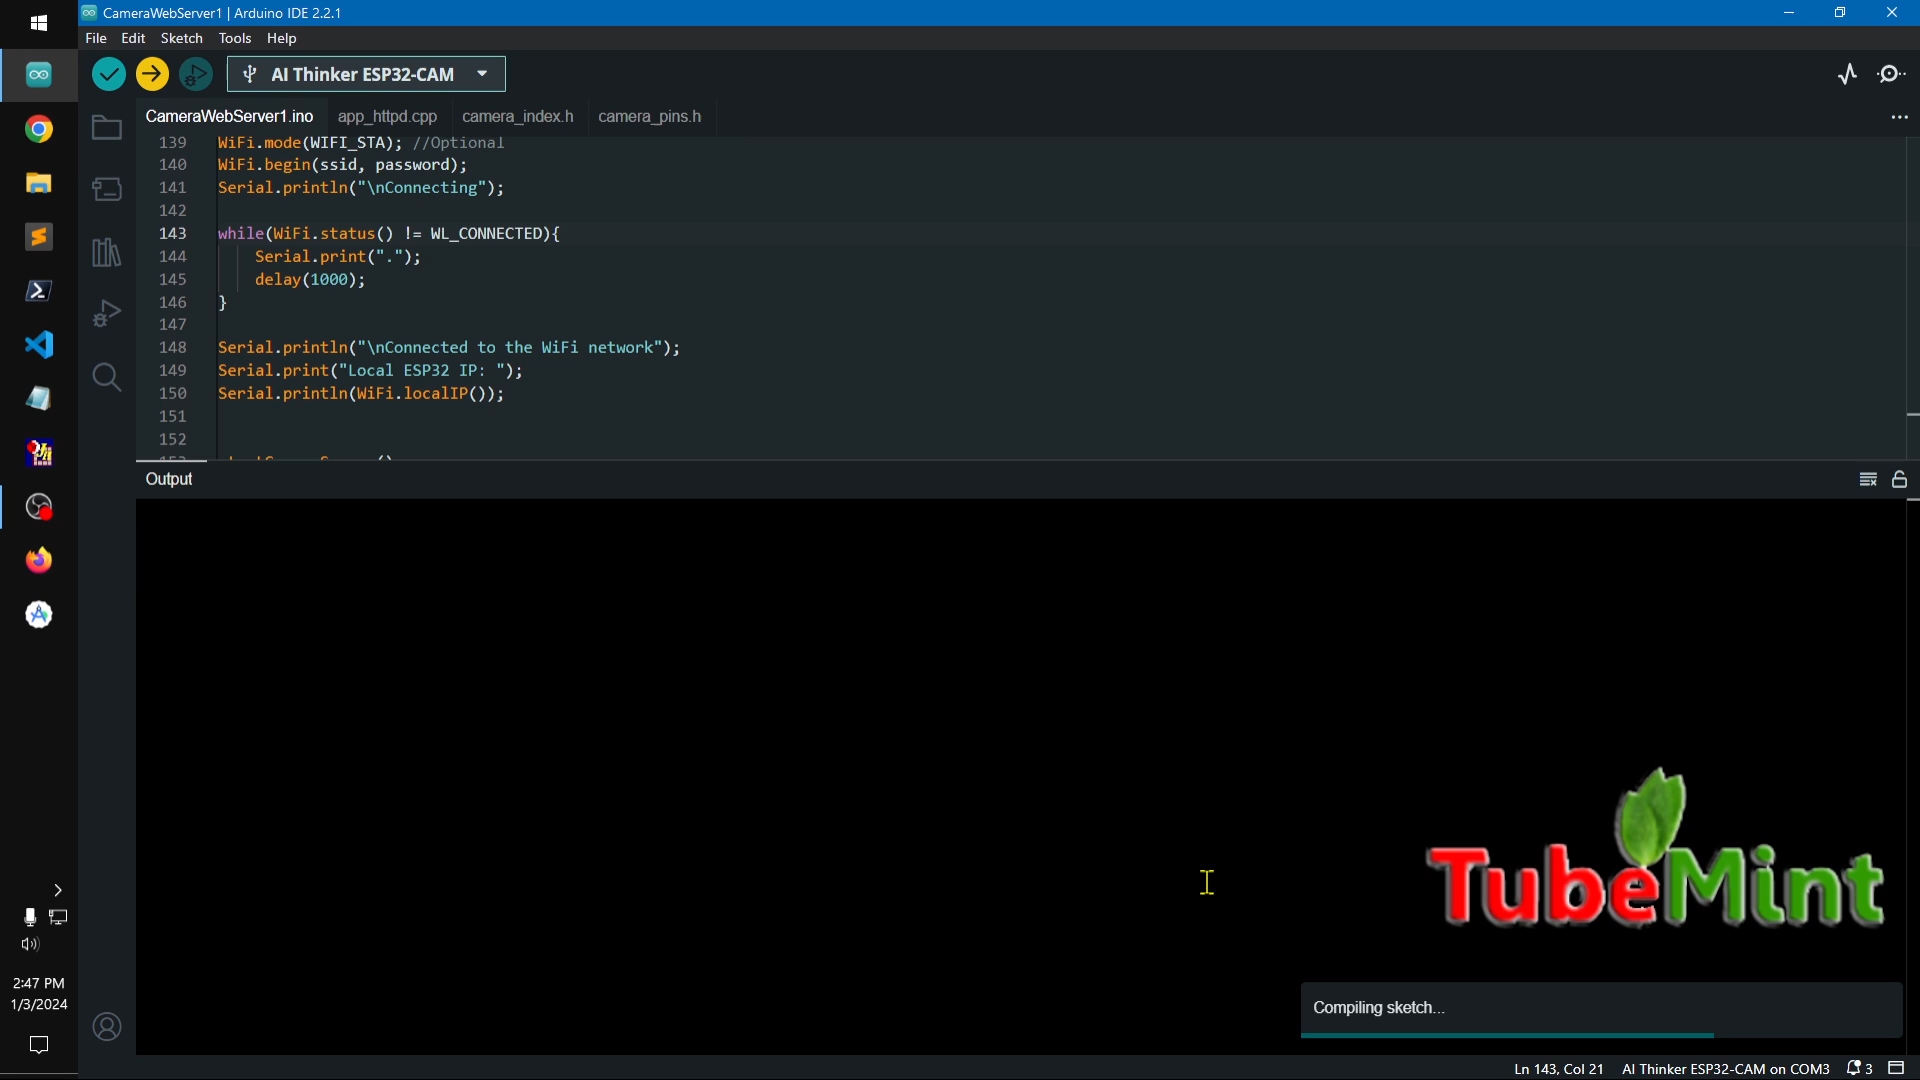 CameraWebServer1 | Arduino IDE 2.2.1
File Edit Sketch Tools Help
AI Thinker ESP32-CAM
CameraWebServer1.ino app_httpd.cpp camera_index.h camera_pins.h
139 WiFi.mode(WIFI_STA); //Optional
140 WiFi.begin(ssid, password);
141 Serial.println("\nConnecting");
142
143 while(WiFi.status() != WL_CONNECTED){
144 Serial.print(".");
145 delay(1000);
146 }
147
148 Serial.println("\nConnected to the WiFi network");
149 Serial.print("Local ESP32 IP: ");
150 Serial.println(WiFi.localIP());
151
152
Output
TubeMint
Compiling sketch...
2:47 PM
1/3/2024
Ln 143, Col 21 AI Thinker ESP32-CAM on COM3 3